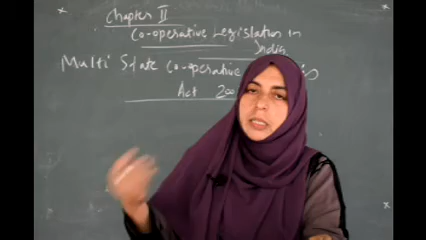 Chapter II
Co-operative Legislation in
India
Multi State Co-operative
Act 200